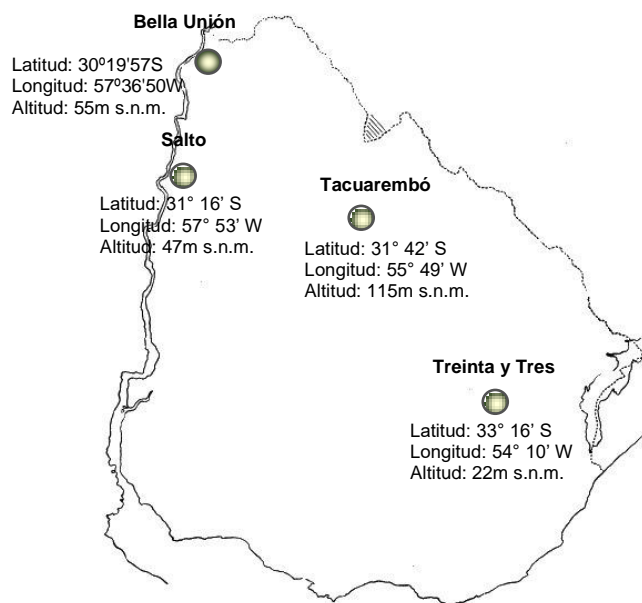 Bella Unión
Latitud: 30º19'57S
Longitud: 57º36'50W
Altitud: 55m s.n.m.
Salto
Latitud: 31° 16’ S
Longitud: 57° 53’ W
Altitud: 47m s.n.m.
Tacuarembó
Latitud: 31° 42’ S
Longitud: 55° 49’ W
Altitud: 115m s.n.m.
Treinta y Tres
Latitud: 33° 16’ S
Longitud: 54° 10’ W
Altitud: 22m s.n.m.